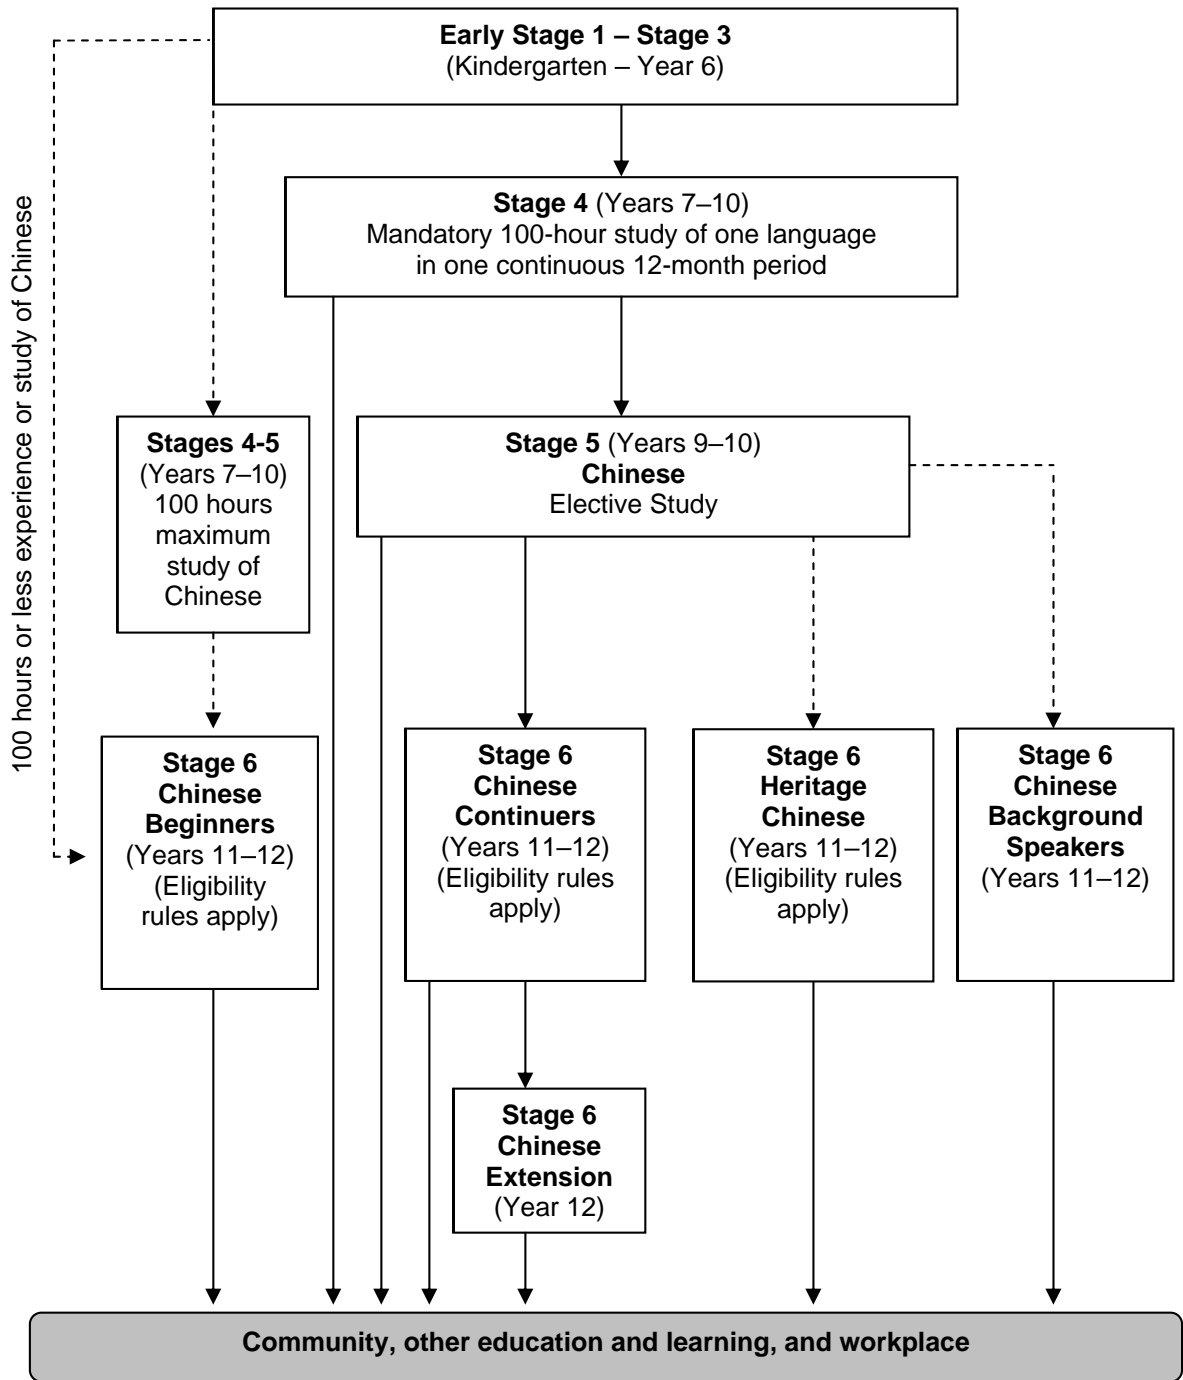 Early Stage 1 – Stage 3
(Kindergarten – Year 6)
100 hours or less experience or study of Chinese
Stage 4 (Years 7–10)
Mandatory 100-hour study of one language
in one continuous 12-month period
Stages 4-5
(Years 7–10)
100 hours
maximum
study of
Chinese
Stage 5 (Years 9–10)
Chinese
Elective Study
Stage 6
Chinese
Beginners
(Years 11–12)
(Eligibility
rules apply)
Stage 6
Chinese
Continuers
(Years 11–12)
(Eligibility rules
apply)
Stage 6
Heritage
Chinese
(Years 11–12)
(Eligibility rules
apply)
Stage 6
Chinese
Background
Speakers
(Years 11–12)
Stage 6
Chinese
Extension
(Year 12)
Community, other education and learning, and workplace